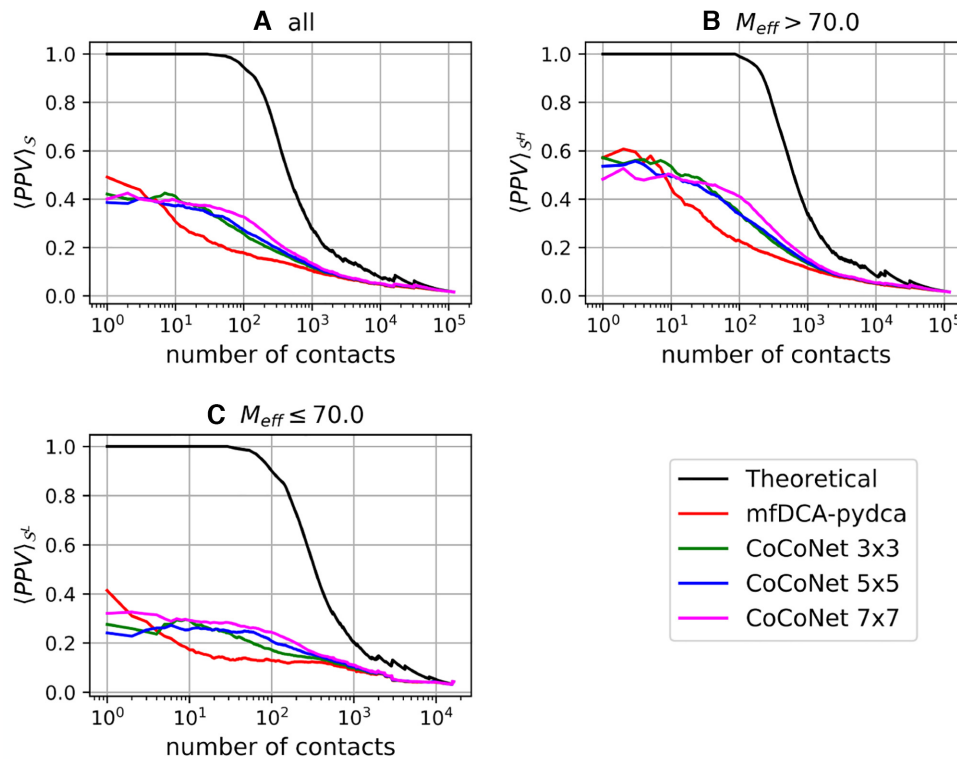 A all
⟨PPV⟩_S
1.0
0.8
0.6
0.4
0.2
0.0
10^0 10^1 10^2 10^3 10^4 10^5
number of contacts
B M_eff > 70.0
⟨PPV⟩_S^H
1.0
0.8
0.6
0.4
0.2
0.0
10^0 10^1 10^2 10^3 10^4 10^5
number of contacts
C M_eff ≤ 70.0
⟨PPV⟩_S^L
1.0
0.8
0.6
0.4
0.2
0.0
10^0 10^1 10^2 10^3 10^4
number of contacts
Theoretical
mfDCA-pydca
CoCoNet 3x3
CoCoNet 5x5
CoCoNet 7x7